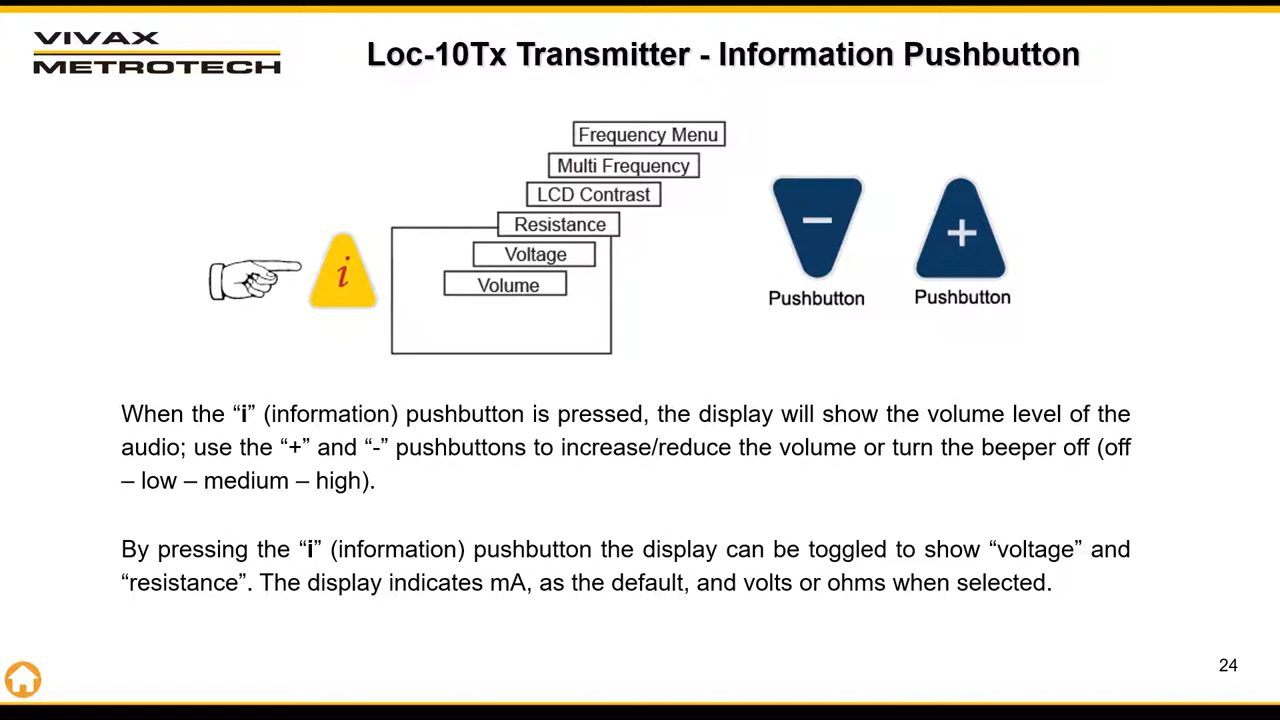 VIVAX
METROTECH
Loc-10Tx Transmitter - Information Pushbutton
Frequency Menu
Multi Frequency
LCD Contrast
Resistance
Voltage
Volume
i
−
+
Pushbutton
Pushbutton
When the “i” (information) pushbutton is pressed, the display will show the volume level of the
audio; use the “+” and “-” pushbuttons to increase/reduce the volume or turn the beeper off (off
– low – medium – high).
By pressing the “i” (information) pushbutton the display can be toggled to show “voltage” and
“resistance”. The display indicates mA, as the default, and volts or ohms when selected.
24